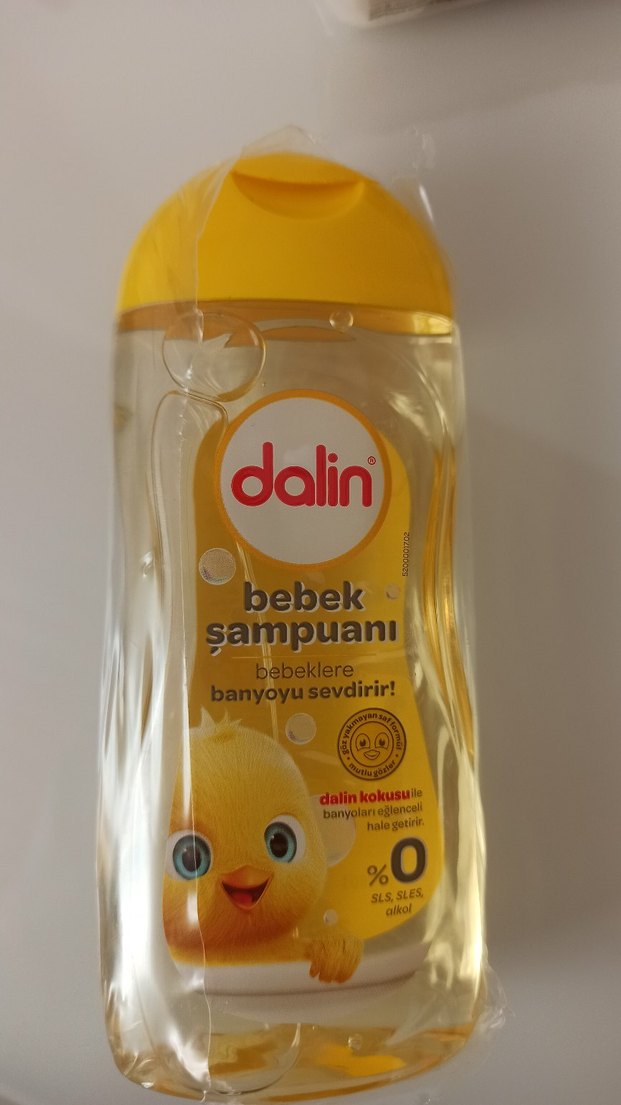 dalin®
5200001702
bebek
şampuanı
bebeklere
banyoyu sevdirir!
göz yakmayan saf formül
• mutlu gözler •
dalin kokusu ile
banyoları eğlenceli
hale getirir.
%0
SLS, SLES,
alkol